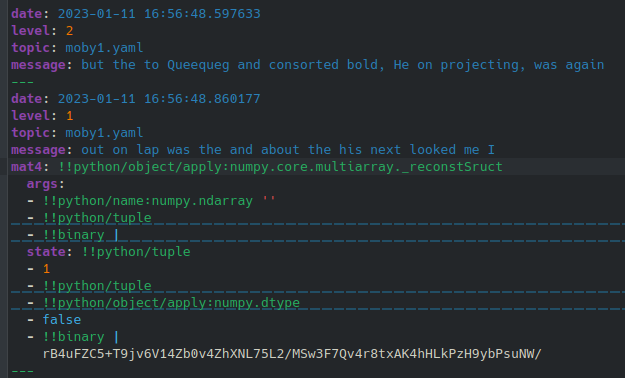 date: 2023-01-11 16:56:48.597633
level: 2
topic: moby1.yaml
message: but the to Queequeg and consorted bold, He on projecting, was again
---
date: 2023-01-11 16:56:48.860177
level: 1
topic: moby1.yaml
message: out on lap was the and about the his next looked me I
mat4: !!python/object/apply:numpy.core.multiarray._reconstSruct
  args:
  - !!python/name:numpy.ndarray ''
  - !!python/tuple
  - !!binary |
  state: !!python/tuple
  - 1
  - !!python/tuple
  - !!python/object/apply:numpy.dtype
  - false
  - !!binary |
    rB4uFZC5+T9jv6V14Zb0v4ZhXNL75L2/MSw3F7Qv4r8txAK4hHLkPzH9ybPsuNW/
---